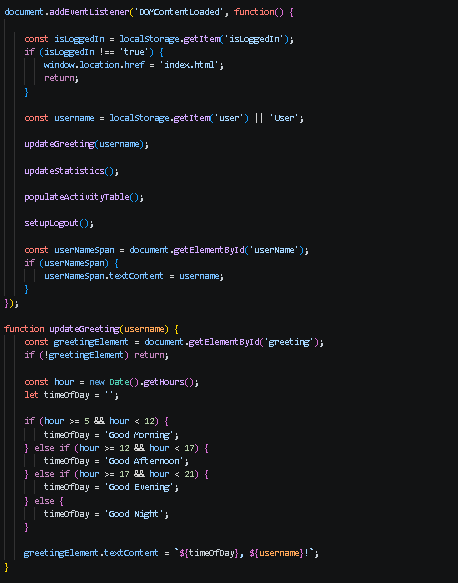 document.addEventListener('DOMContentLoaded', function() {
const isLoggedIn = localStorage.getItem('isLoggedIn');
if (isLoggedIn !== 'true') {
window.location.href = 'index.html';
return;
}
const username = localStorage.getItem('user') || 'User';
updateGreeting(username);
updateStatistics();
populateActivityTable();
setupLogout();
const userNameSpan = document.getElementById('userName');
if (userNameSpan) {
userNameSpan.textContent = username;
}
});
function updateGreeting(username) {
const greetingElement = document.getElementById('greeting');
if (!greetingElement) return;
const hour = new Date().getHours();
let timeOfDay = '';
if (hour >= 5 && hour < 12) {
timeOfDay = 'Good Morning';
} else if (hour >= 12 && hour < 17) {
timeOfDay = 'Good Afternoon';
} else if (hour >= 17 && hour < 21) {
timeOfDay = 'Good Evening';
} else {
timeOfDay = 'Good Night';
}
greetingElement.textContent = `${timeOfDay}, ${username}!`;
}